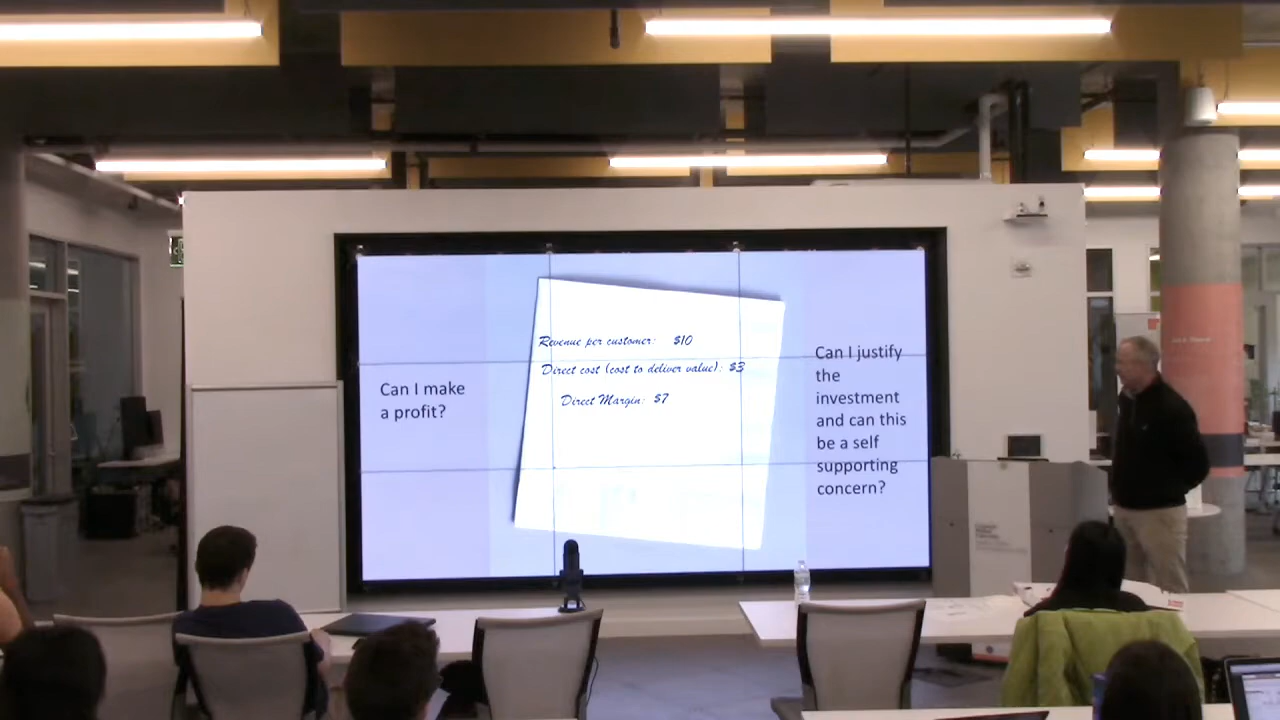 Can I make
a profit?
Revenue per customer: $10
Direct cost (cost to deliver value): $3
Direct Margin: $7
Can I justify
the
investment
and can this
be a self
supporting
concern?